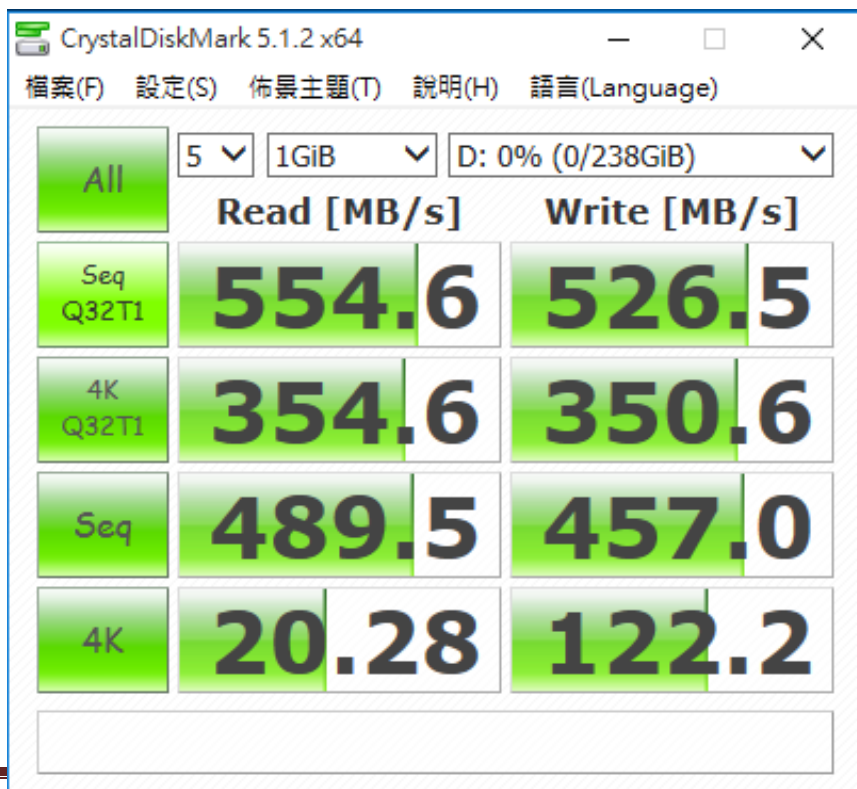 CrystalDiskMark 5.1.2 x64
檔案(F) 設定(S) 佈景主題(T) 說明(H) 語言(Language)
All 5 1GiB D: 0% (0/238GiB)
Read [MB/s] Write [MB/s]
Seq
Q32T1 554.6 526.5
4K
Q32T1 354.6 350.6
Seq 489.5 457.0
4K 20.28 122.2